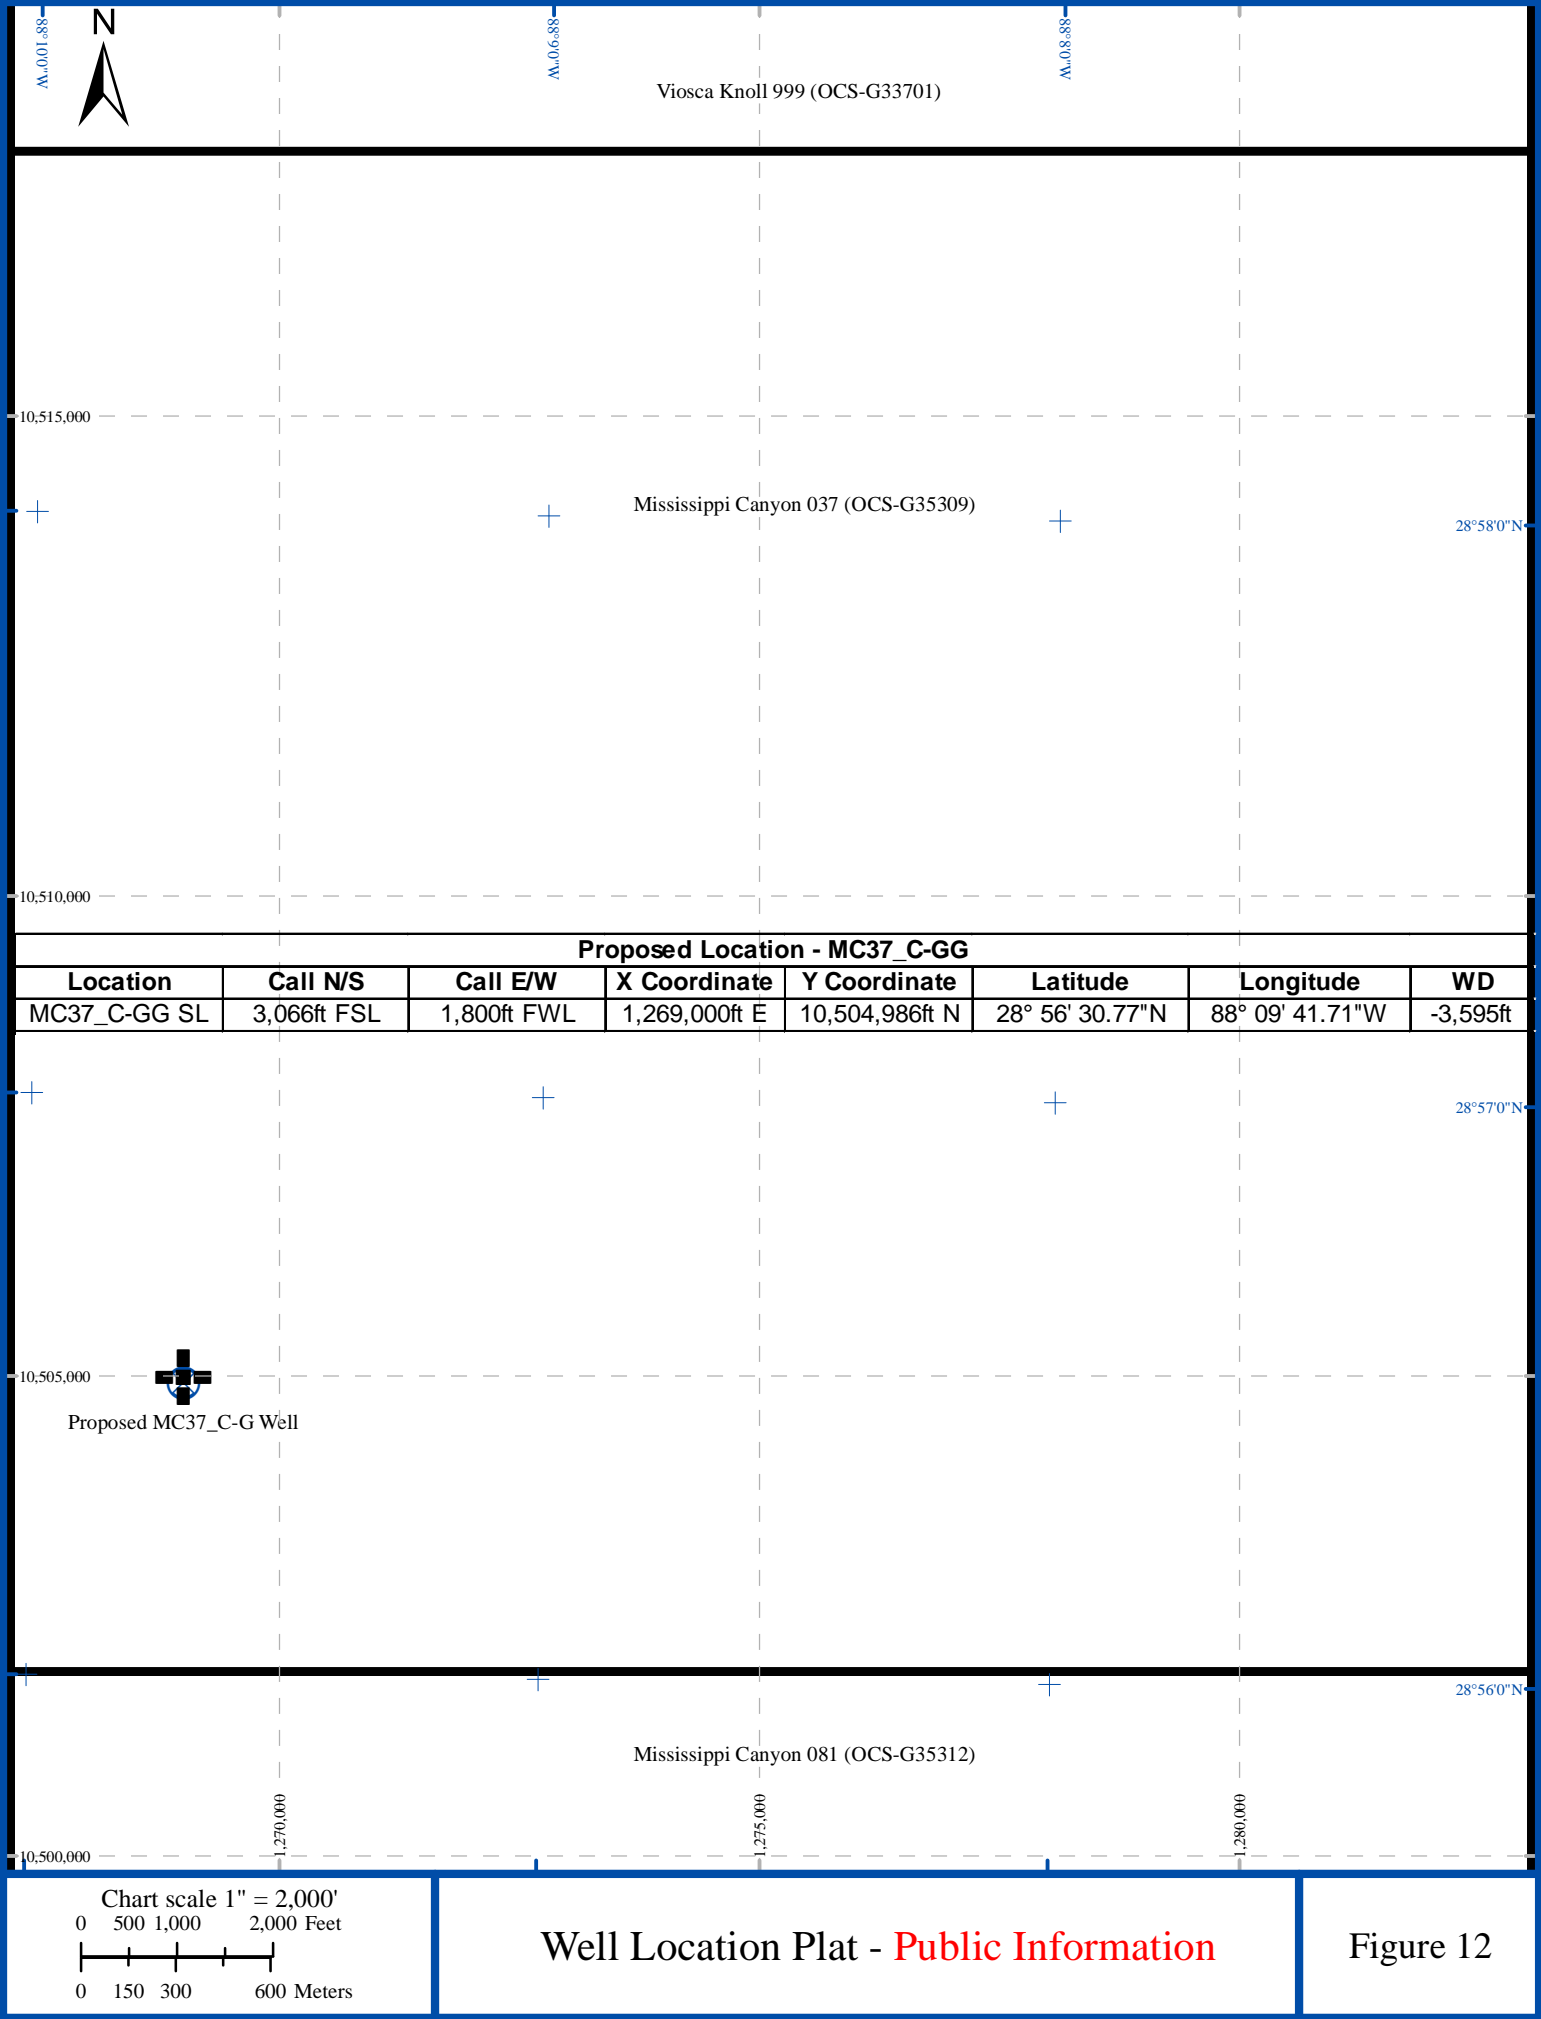 N
88°10'0"W
88°9'0"W
88°8'0"W
Viosca Knoll 999 (OCS-G33701)
10,515,000
Mississippi Canyon 037 (OCS-G35309)
28°58'0"N
10,510,000
Proposed Location - MC37_C-GG
Location Call N/S Call E/W X Coordinate Y Coordinate Latitude Longitude WD
MC37_C-GG SL 3,066ft FSL 1,800ft FWL 1,269,000ft E 10,504,986ft N 28° 56' 30.77"N 88° 09' 41.71"W -3,595ft
28°57'0"N
10,505,000
Proposed MC37_C-G Well
28°56'0"N
Mississippi Canyon 081 (OCS-G35312)
1,270,000
1,275,000
1,280,000
10,500,000
Chart scale 1" = 2,000'
0 500 1,000 2,000 Feet
0 150 300 600 Meters
Well Location Plat - Public Information
Figure 12